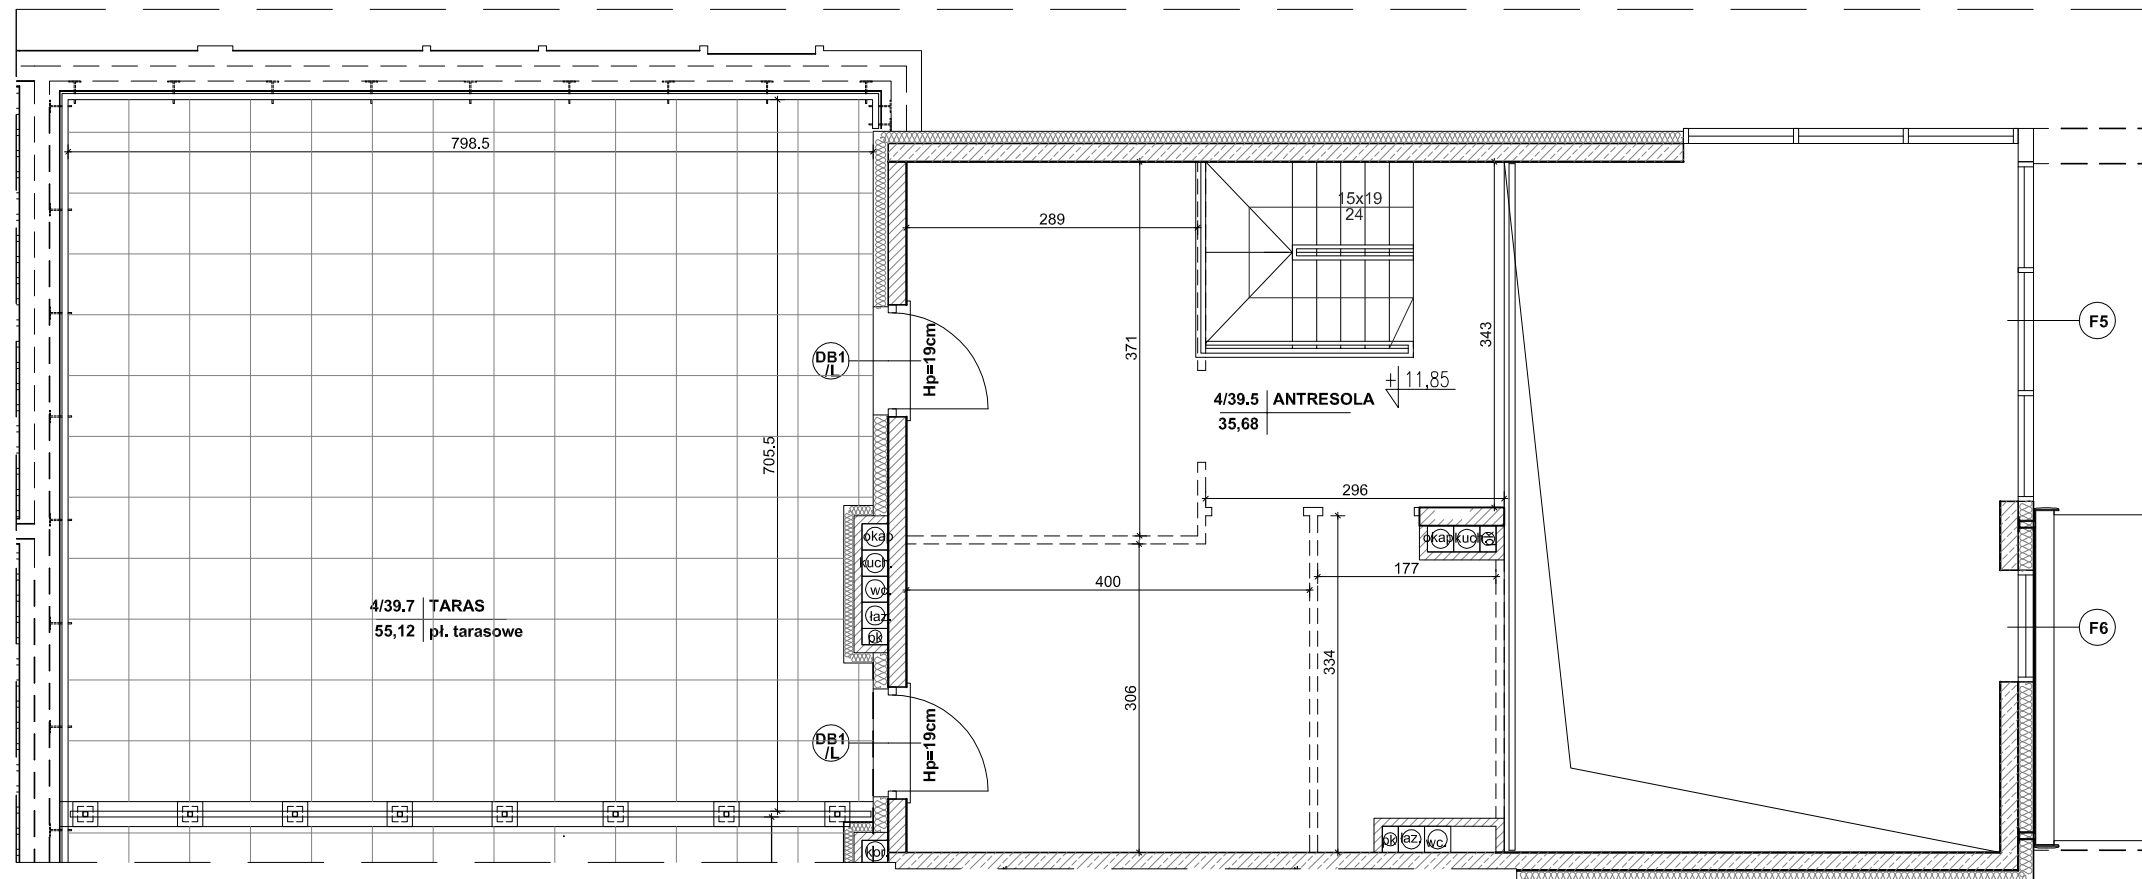 798.5
15x19
24
289
F5
371
343
Hp=19cm
DB1
/L
+11,85
4/39.5 ANTRESOLA
35,68
705.5
296
okap
okap kuch. pk
kuch.
400
177
wc.
4/39.7 TARAS
łaz.
55,12 pł. tarasowe
pk
F6
334
306
DB1
/L
Hp=19cm
pk łaz. wc.